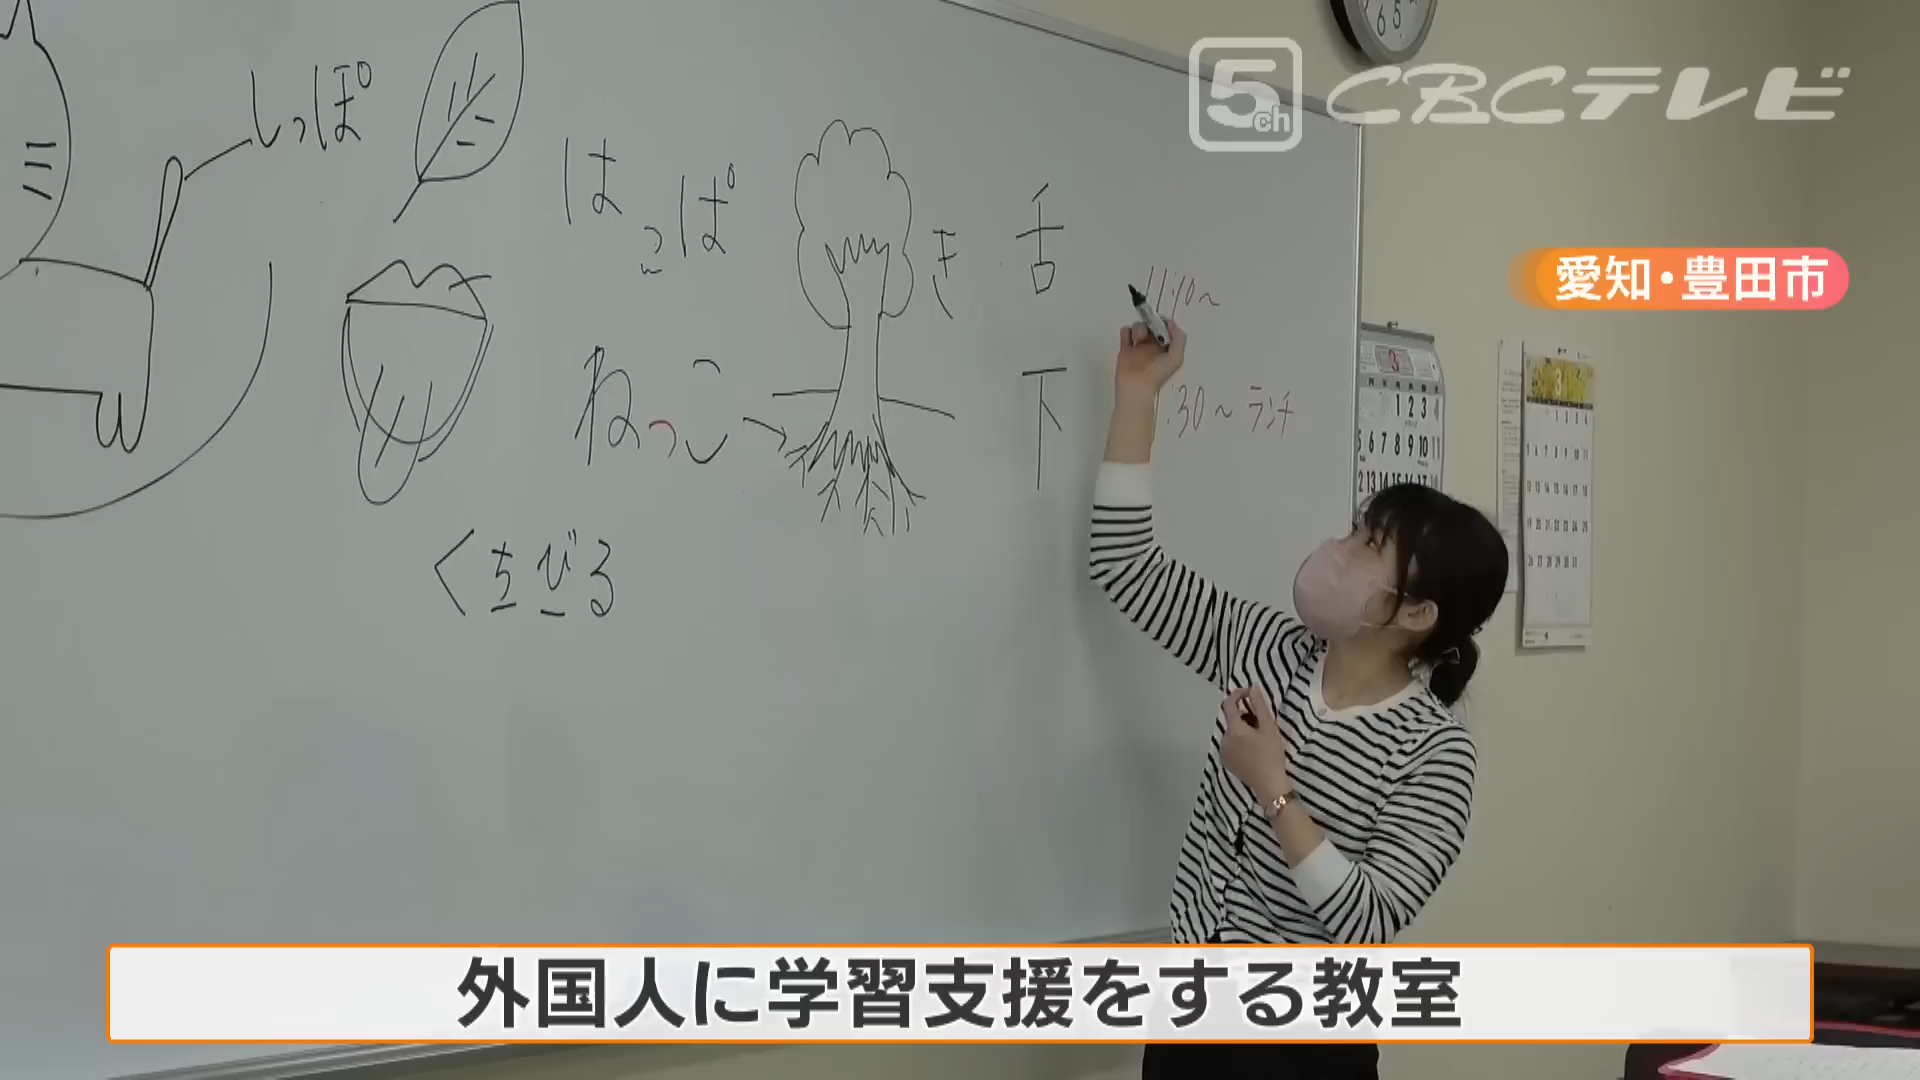 5ch CBCテレビ
愛知・豊田市
しっぽ
はっぱ
き
舌
11:10～
ねっこ
下
:30～ランチ
くちびる
3
外国人に学習支援をする教室